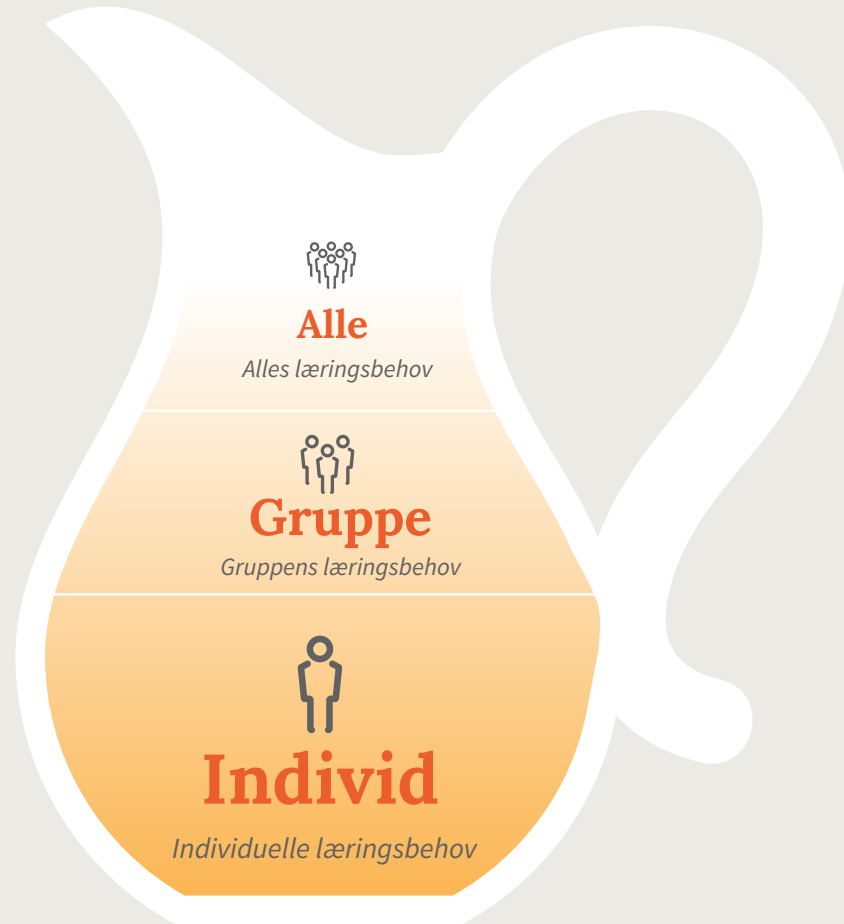 Alle
Alles læringsbehov
Gruppe
Gruppens læringsbehov
Individ
Individuelle læringsbehov